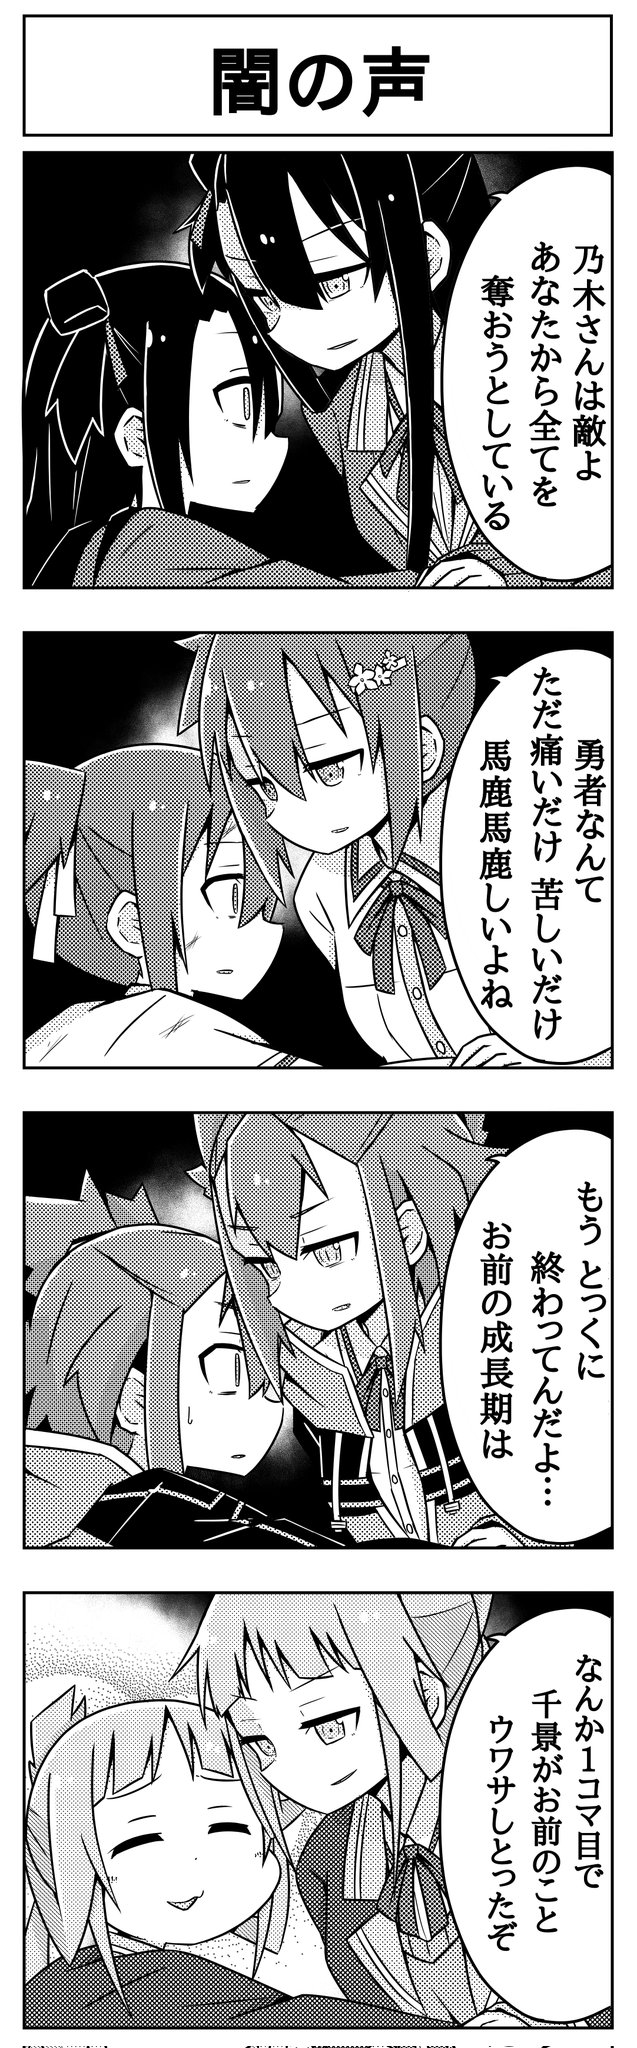 闇の声
乃木さんは敵よ
あなたから全てを
奪おうとしている
勇者なんて
ただ痛いだけ 苦しいだけ
馬鹿馬鹿しいよね
もう とっくに
終わってんだよ…
お前の成長期は
なんか1コマ目で
千景がお前のこと
ウワサしとったぞ